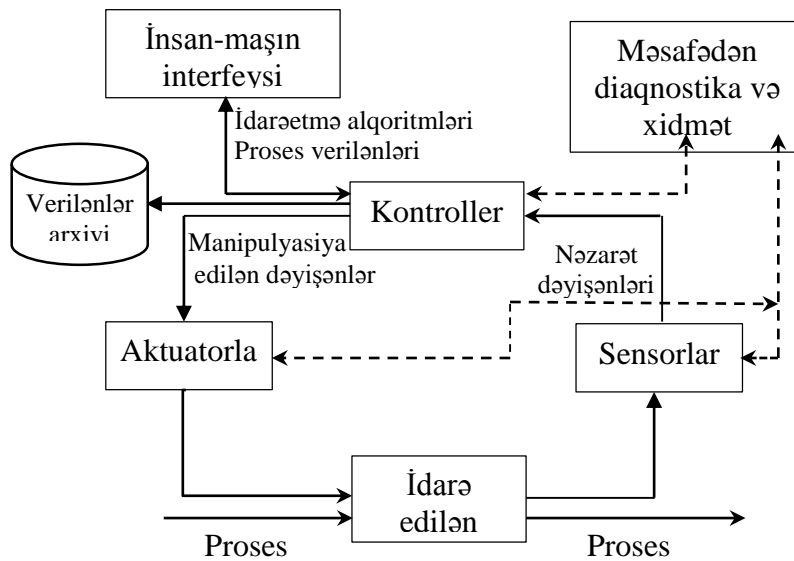 İnsan-maşın
interfeysi
Məsafədən
diaqnostika və
xidmət
İdarəetmə alqoritmləri
Proses verilənləri
Verilənlər
arxivi
Kontroller
Manipulyasiya
edilən dəyişənlər
Nəzarət
dəyişənləri
Aktuatorla
Sensorlar
İdarə
edilən
Proses
Proses